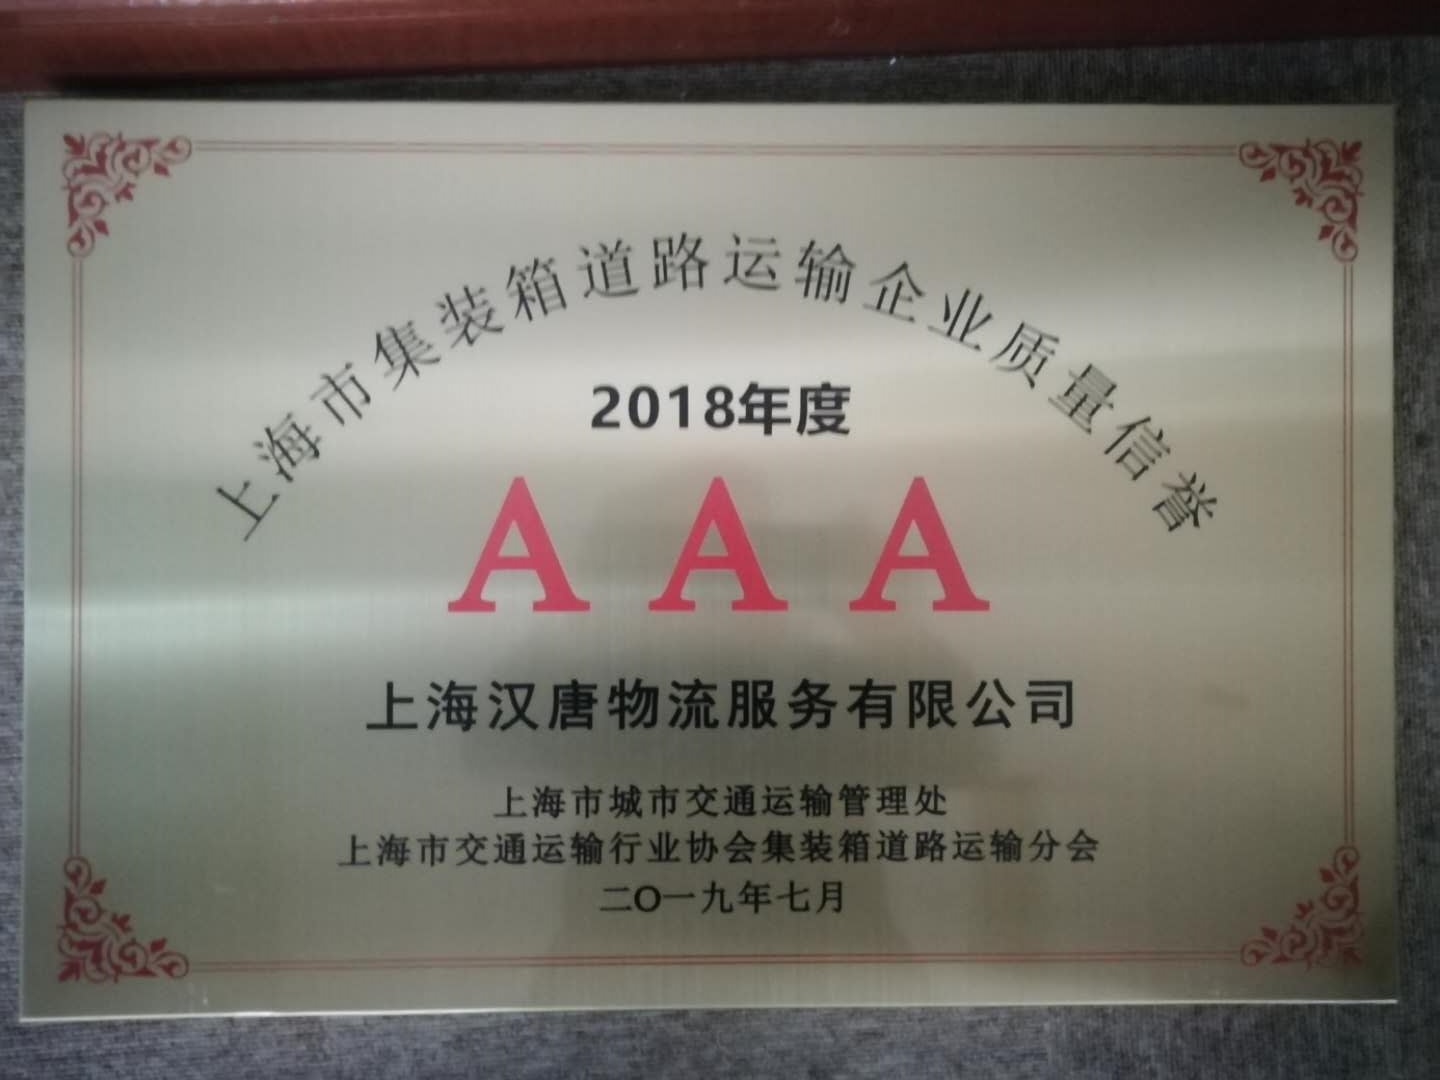 上海市集装箱道路运输企业质量信誉
2018年度
AAA
上海汉唐物流服务有限公司
上海市城市交通运输管理处
上海市交通运输行业协会集装箱道路运输分会
二〇一九年七月